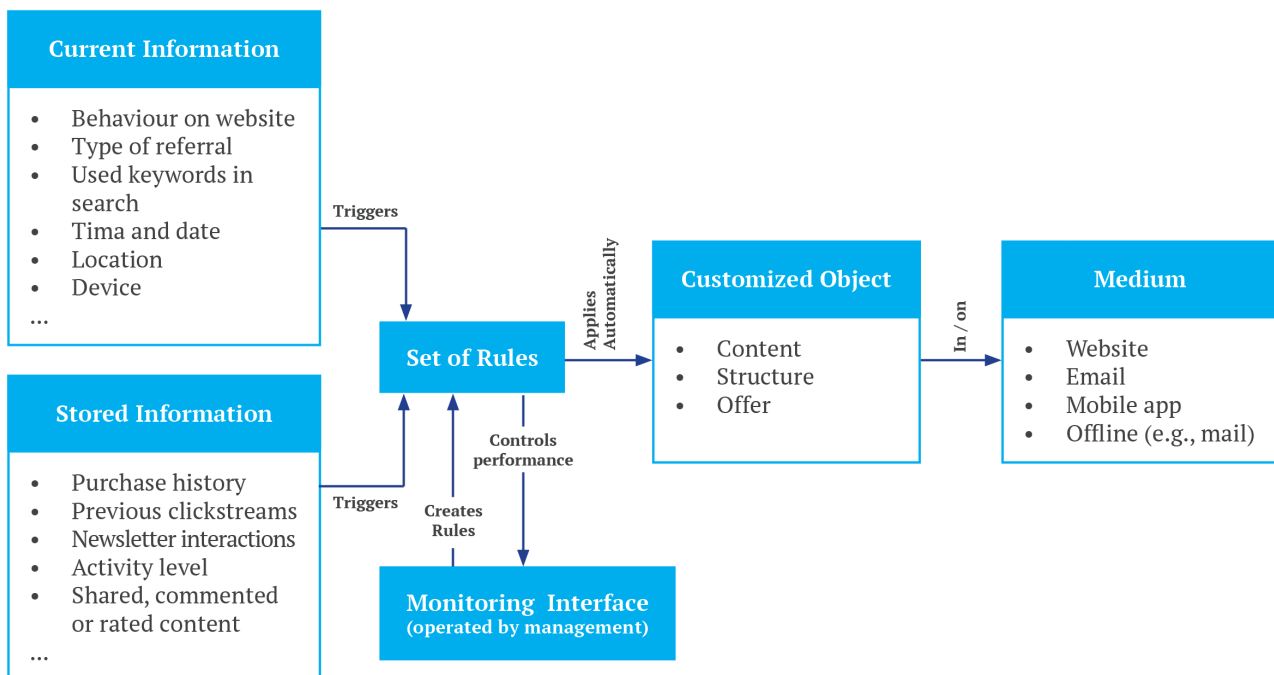 Current Information
• Behaviour on website
• Type of referral
• Used keywords in
search
• Tima and date
• Location
• Device
...
Triggers
Stored Information
• Purchase history
• Previous clickstreams
• Newsletter interactions
• Activity level
• Shared, commented
or rated content
...
Triggers
Set of Rules
Controls
performance
Creates
Rules
Monitoring Interface
(operated by management)
Applies
Automatically
Customized Object
• Content
• Structure
• Offer
In / on
Medium
• Website
• Email
• Mobile app
• Offline (e.g., mail)